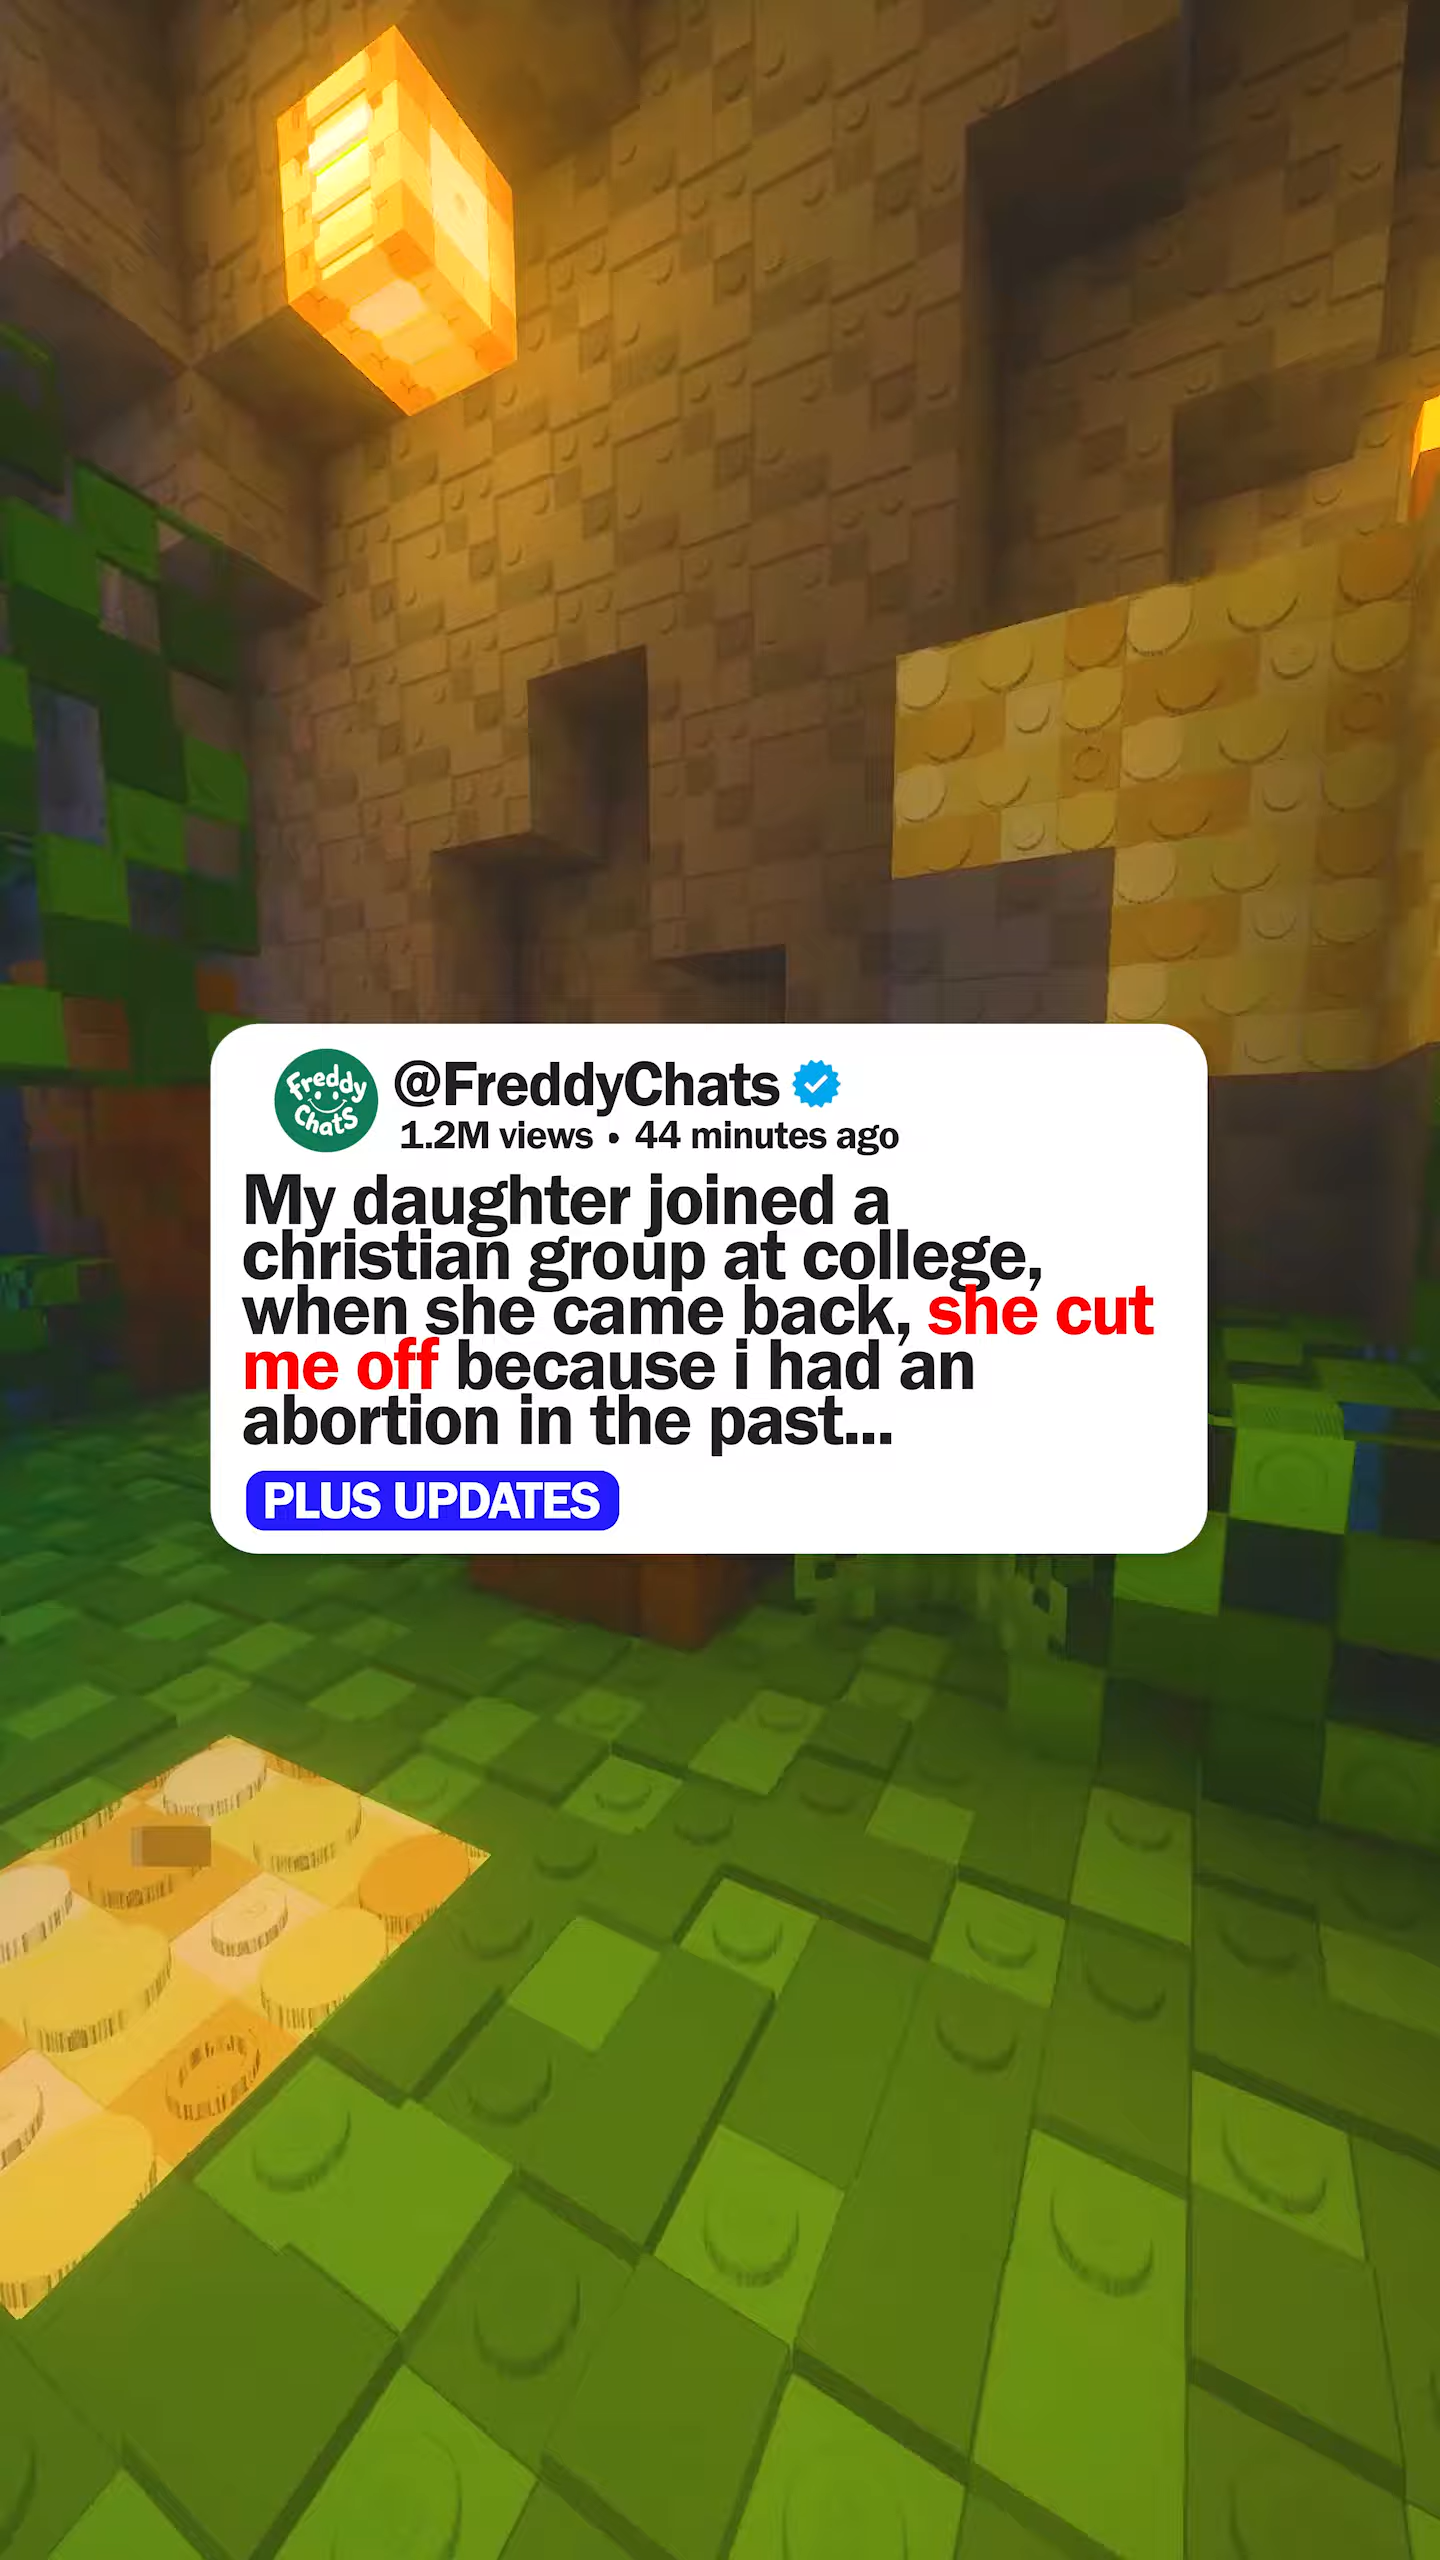 Freddy
Chats
@FreddyChats
1.2M views • 44 minutes ago
My daughter joined a
christian group at college,
when she came back, she cut
me off because i had an
abortion in the past...
PLUS UPDATES